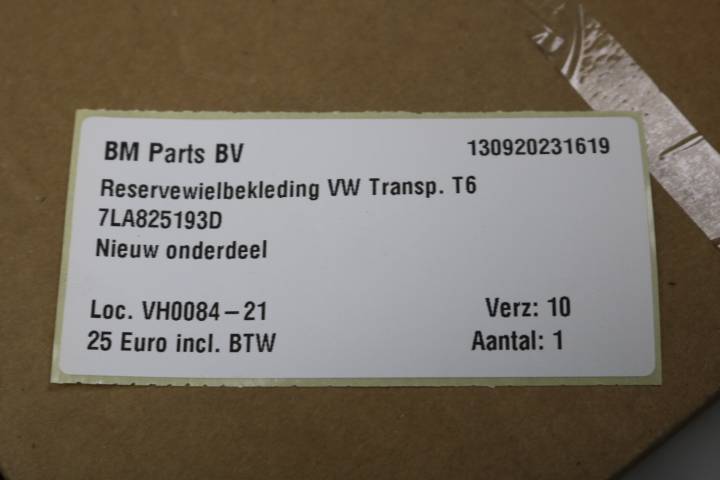 BM Parts BV 130920231619
Reservewielbekleding VW Transp. T6
7LA825193D
Nieuw onderdeel
Loc. VH0084-21 Verz: 10
25 Euro incl. BTW Aantal: 1